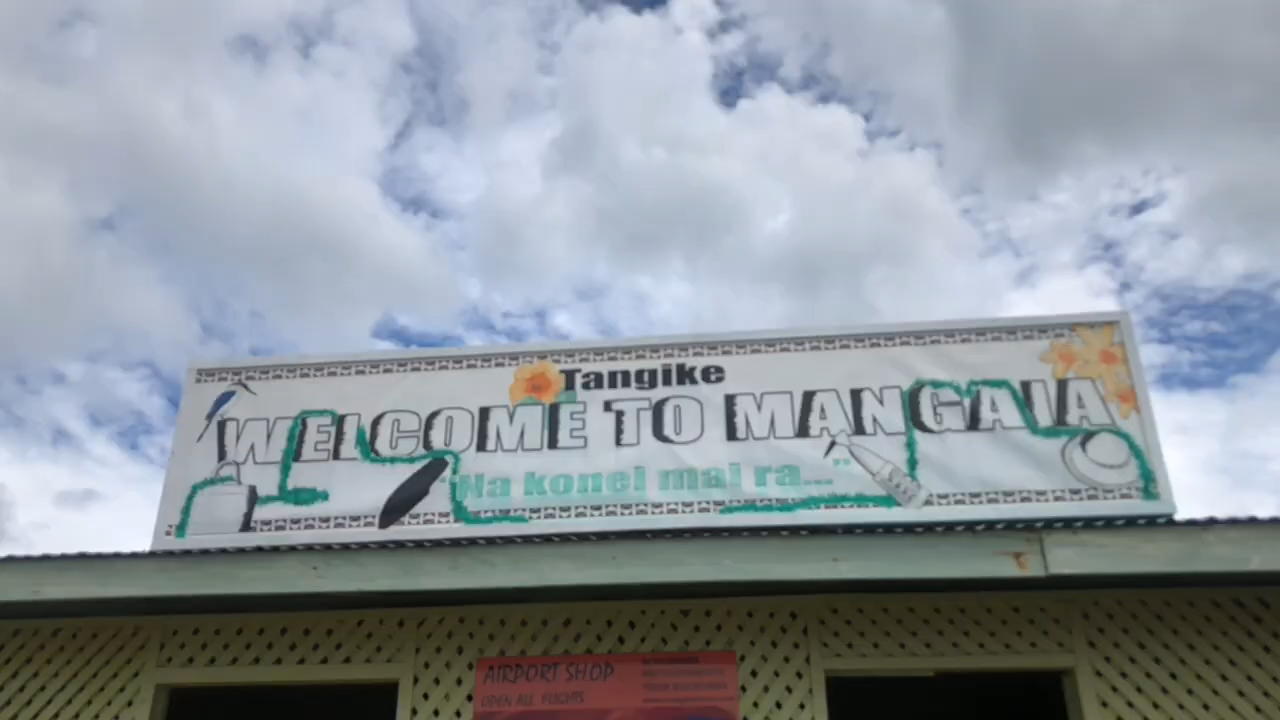 Tangike
WELCOME TO MANGAIA
"Na konei mai ra..."
AIRPORT SHOP
OPEN ALL FLIGHTS